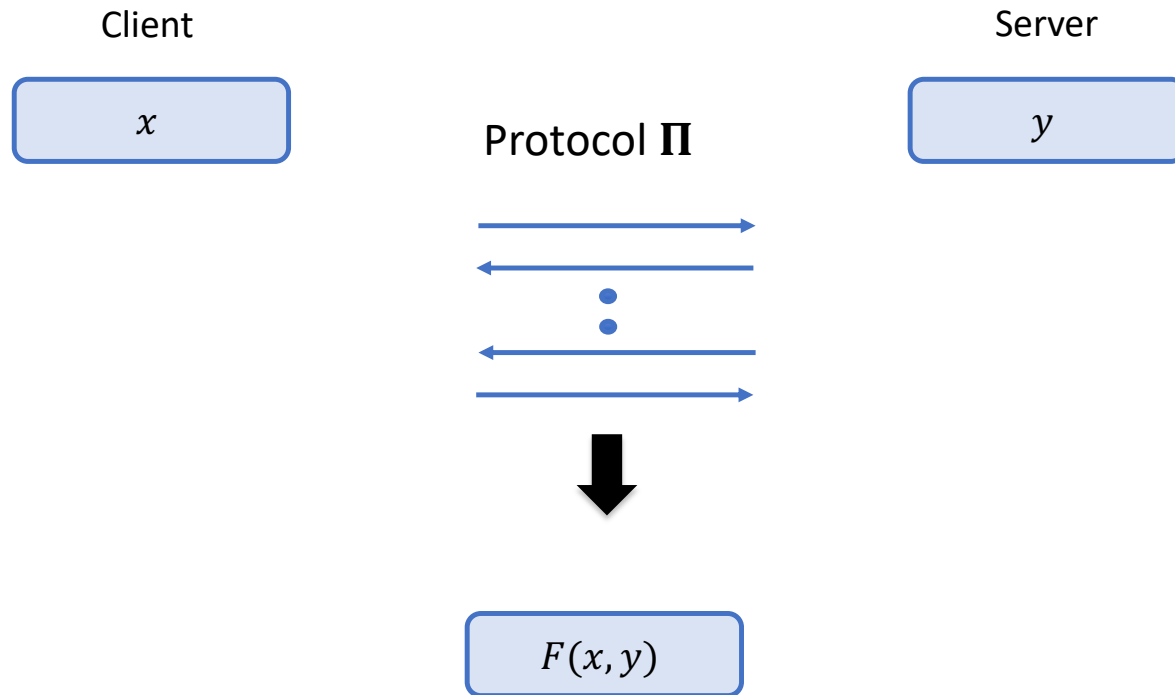 Client
Server
x
y
Protocol Π
F(x, y)